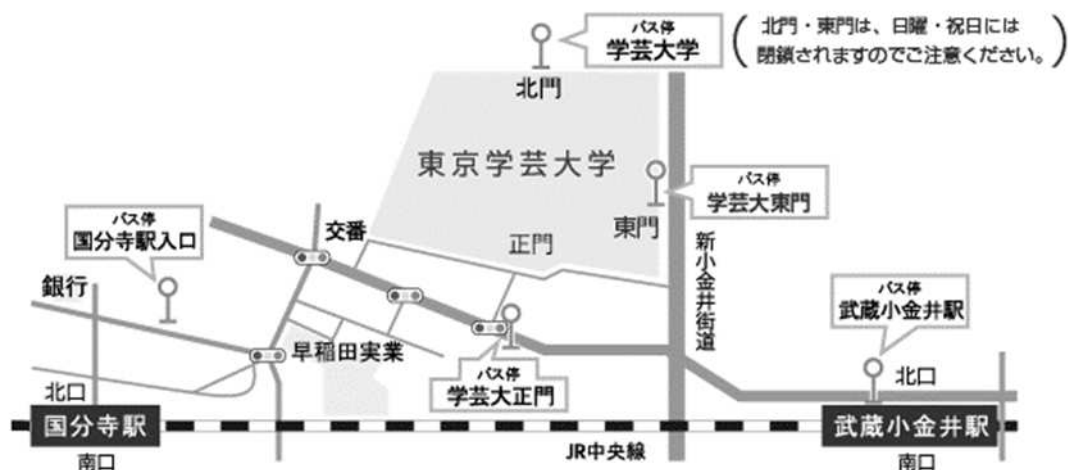 バス停
学芸大学
北門・東門は、日曜・祝日には
閉鎖されますのでご注意ください。
北門
東京学芸大学
バス停
学芸大東門
東門
正門
バス停
国分寺駅入口
交番
銀行
新小金井街道
バス停
武蔵小金井駅
早稲田実業
バス停
学芸大正門
北口
北口
国分寺駅
武蔵小金井駅
JR中央線
南口
南口